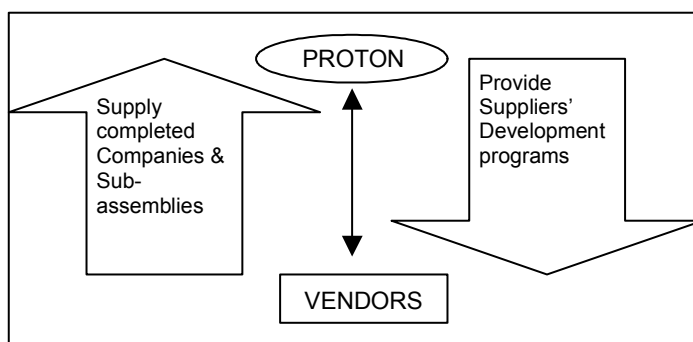 PROTON
Supply
completed
Companies &
Sub-
assemblies
Provide
Suppliers'
Development
programs
VENDORS